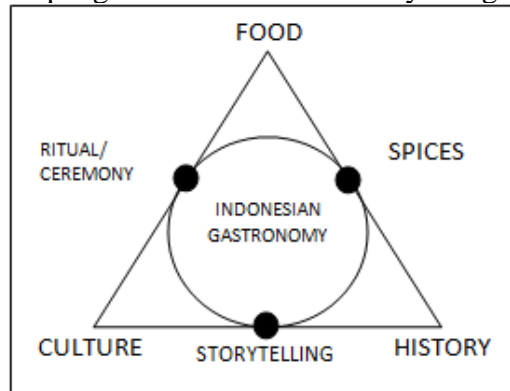 FOOD
RITUAL/
CEREMONY
SPICES
INDONESIAN
GASTRONOMY
CULTURE
STORYTELLING
HISTORY